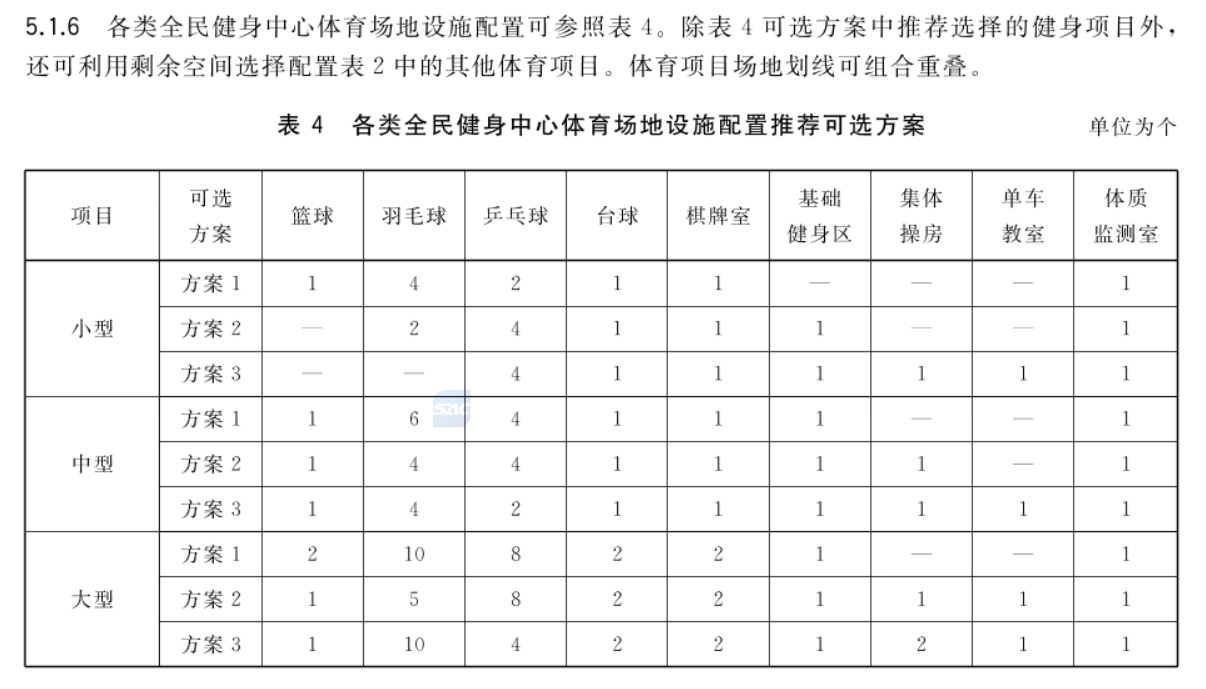 5.1.6 各类全民健身中心体育场地设施配置可参照表 4。除表 4 可选方案中推荐选择的健身项目外，
还可利用剩余空间选择配置表 2 中的其他体育项目。体育项目场地划线可组合重叠。
表 4 各类全民健身中心体育场地设施配置推荐可选方案 单位为个
项目 可选方案 篮球 羽毛球 乒乓球 台球 棋牌室 基础健身区 集体操房 单车教室 体质监测室
小型 方案 1 1 4 2 1 1 — — — 1
方案 2 — 2 4 1 1 1 — — 1
方案 3 — — 4 1 1 1 1 1 1
中型 方案 1 1 6 4 1 1 1 — — 1
方案 2 1 4 4 1 1 1 1 — 1
方案 3 1 4 2 1 1 1 1 1 1
大型 方案 1 2 10 8 2 2 1 — — 1
方案 2 1 5 8 2 2 1 1 1 1
方案 3 1 10 4 2 2 1 2 1 1
SAC